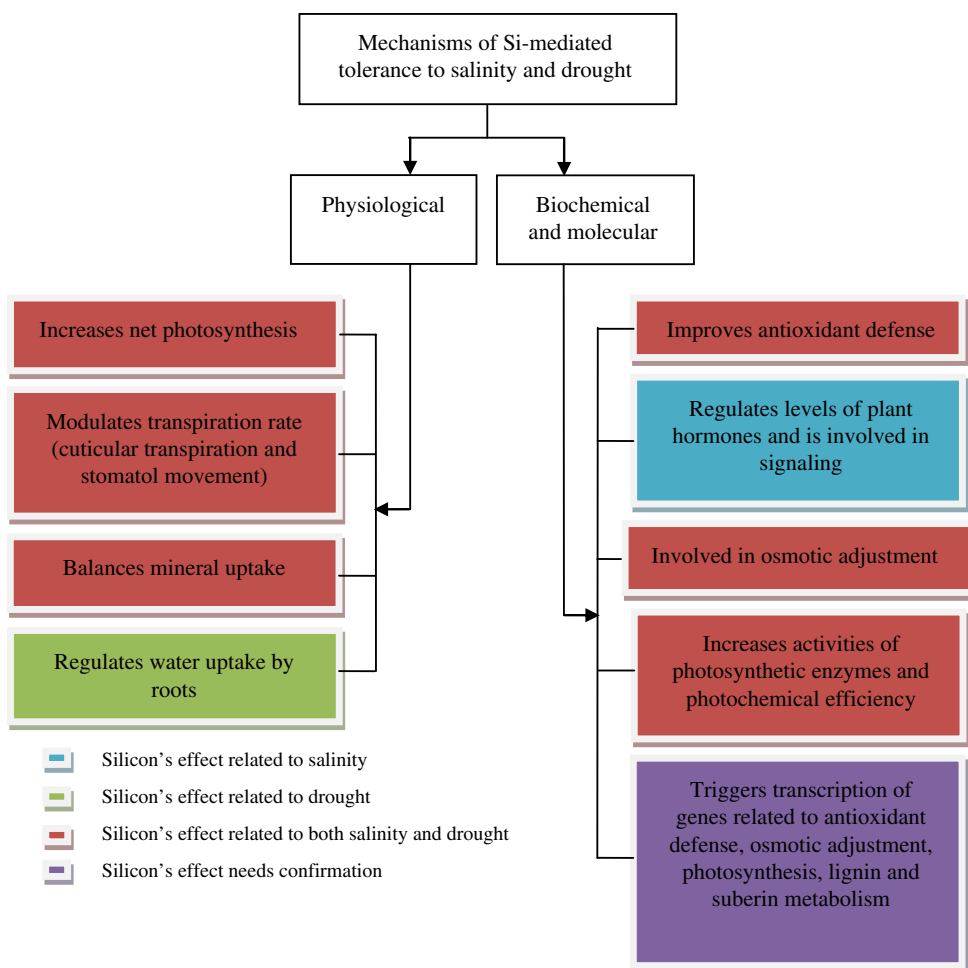 Mechanisms of Si-mediated
tolerance to salinity and drought
Physiological
Biochemical
and molecular
Increases net photosynthesis
Modulates transpiration rate
(cuticular transpiration and
stomatol movement)
Balances mineral uptake
Regulates water uptake by
roots
Improves antioxidant defense
Regulates levels of plant
hormones and is involved in
signaling
Involved in osmotic adjustment
Increases activities of
photosynthetic enzymes and
photochemical efficiency
Triggers transcription of
genes related to antioxidant
defense, osmotic adjustment,
photosynthesis, lignin and
suberin metabolism
Silicon's effect related to salinity
Silicon's effect related to drought
Silicon's effect related to both salinity and drought
Silicon's effect needs confirmation